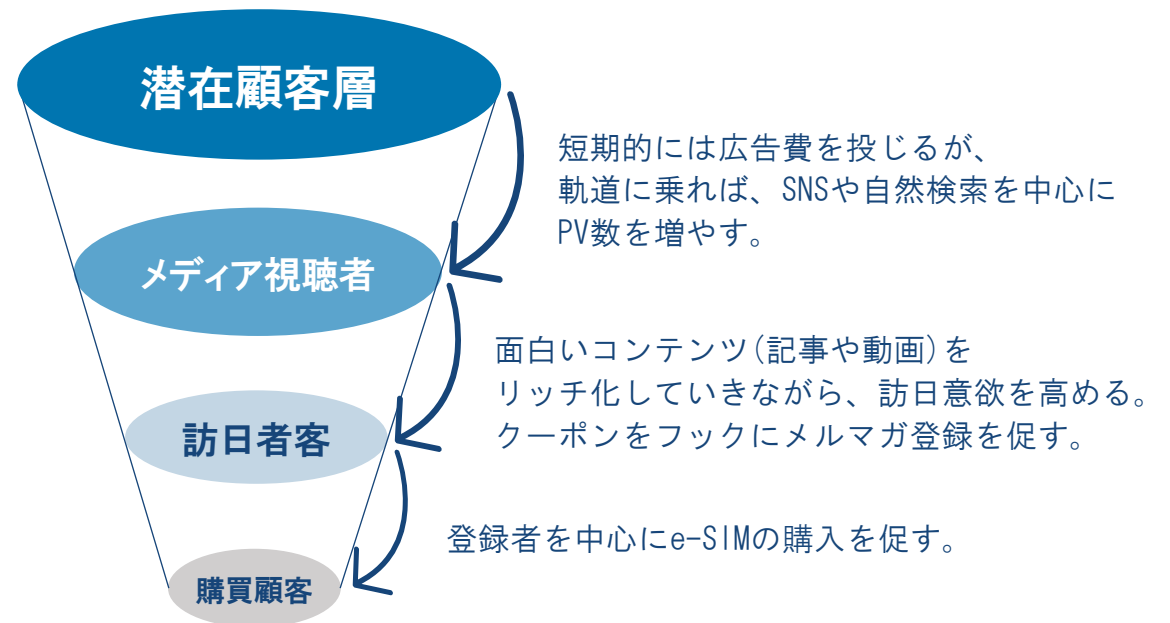 潜在顧客層
短期的には広告費を投じるが、
軌道に乗れば、SNSや自然検索を中心に
PV数を増やす。
メディア視聴者
面白いコンテンツ(記事や動画)を
リッチ化していきながら、訪日意欲を高める。
クーポンをフックにメルマガ登録を促す。
訪日者客
登録者を中心にe-SIMの購入を促す。
購買顧客